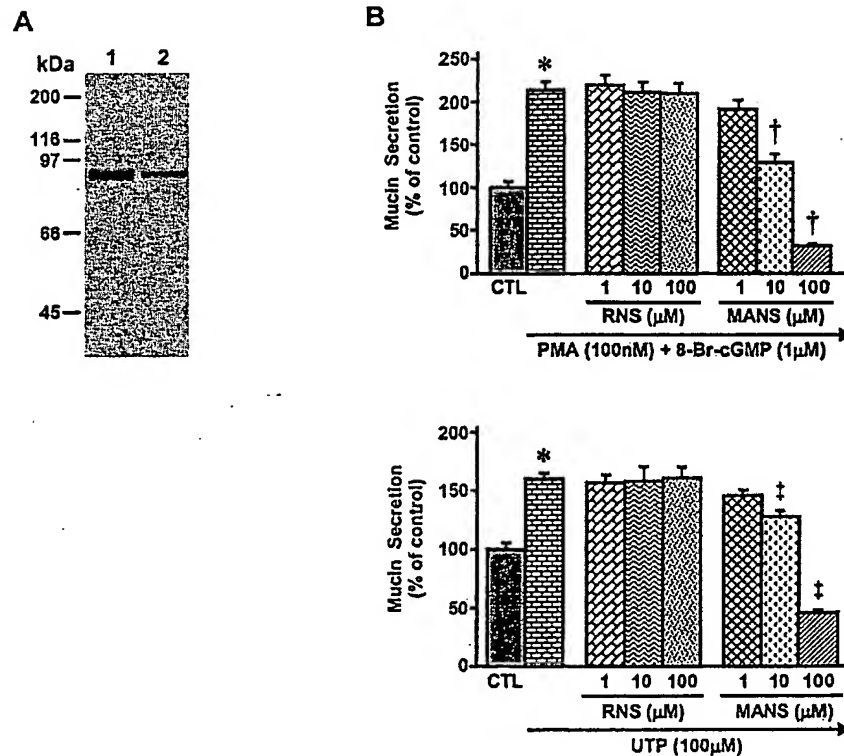 A
1 2
kDa
200
116
97
66
45
B
Mucin Secretion
(% of control)
250
200
150
100
50
0
*
†
†
CTL
1 10 100
1 10 100
RNS (μM)
MANS (μM)
PMA (100nM) + 8-Br-cGMP (1μM)
Mucin Secretion
(% of control)
200
150
100
50
0
*
‡
‡
CTL
1 10 100
1 10 100
RNS (μM)
MANS (μM)
UTP (100μM)